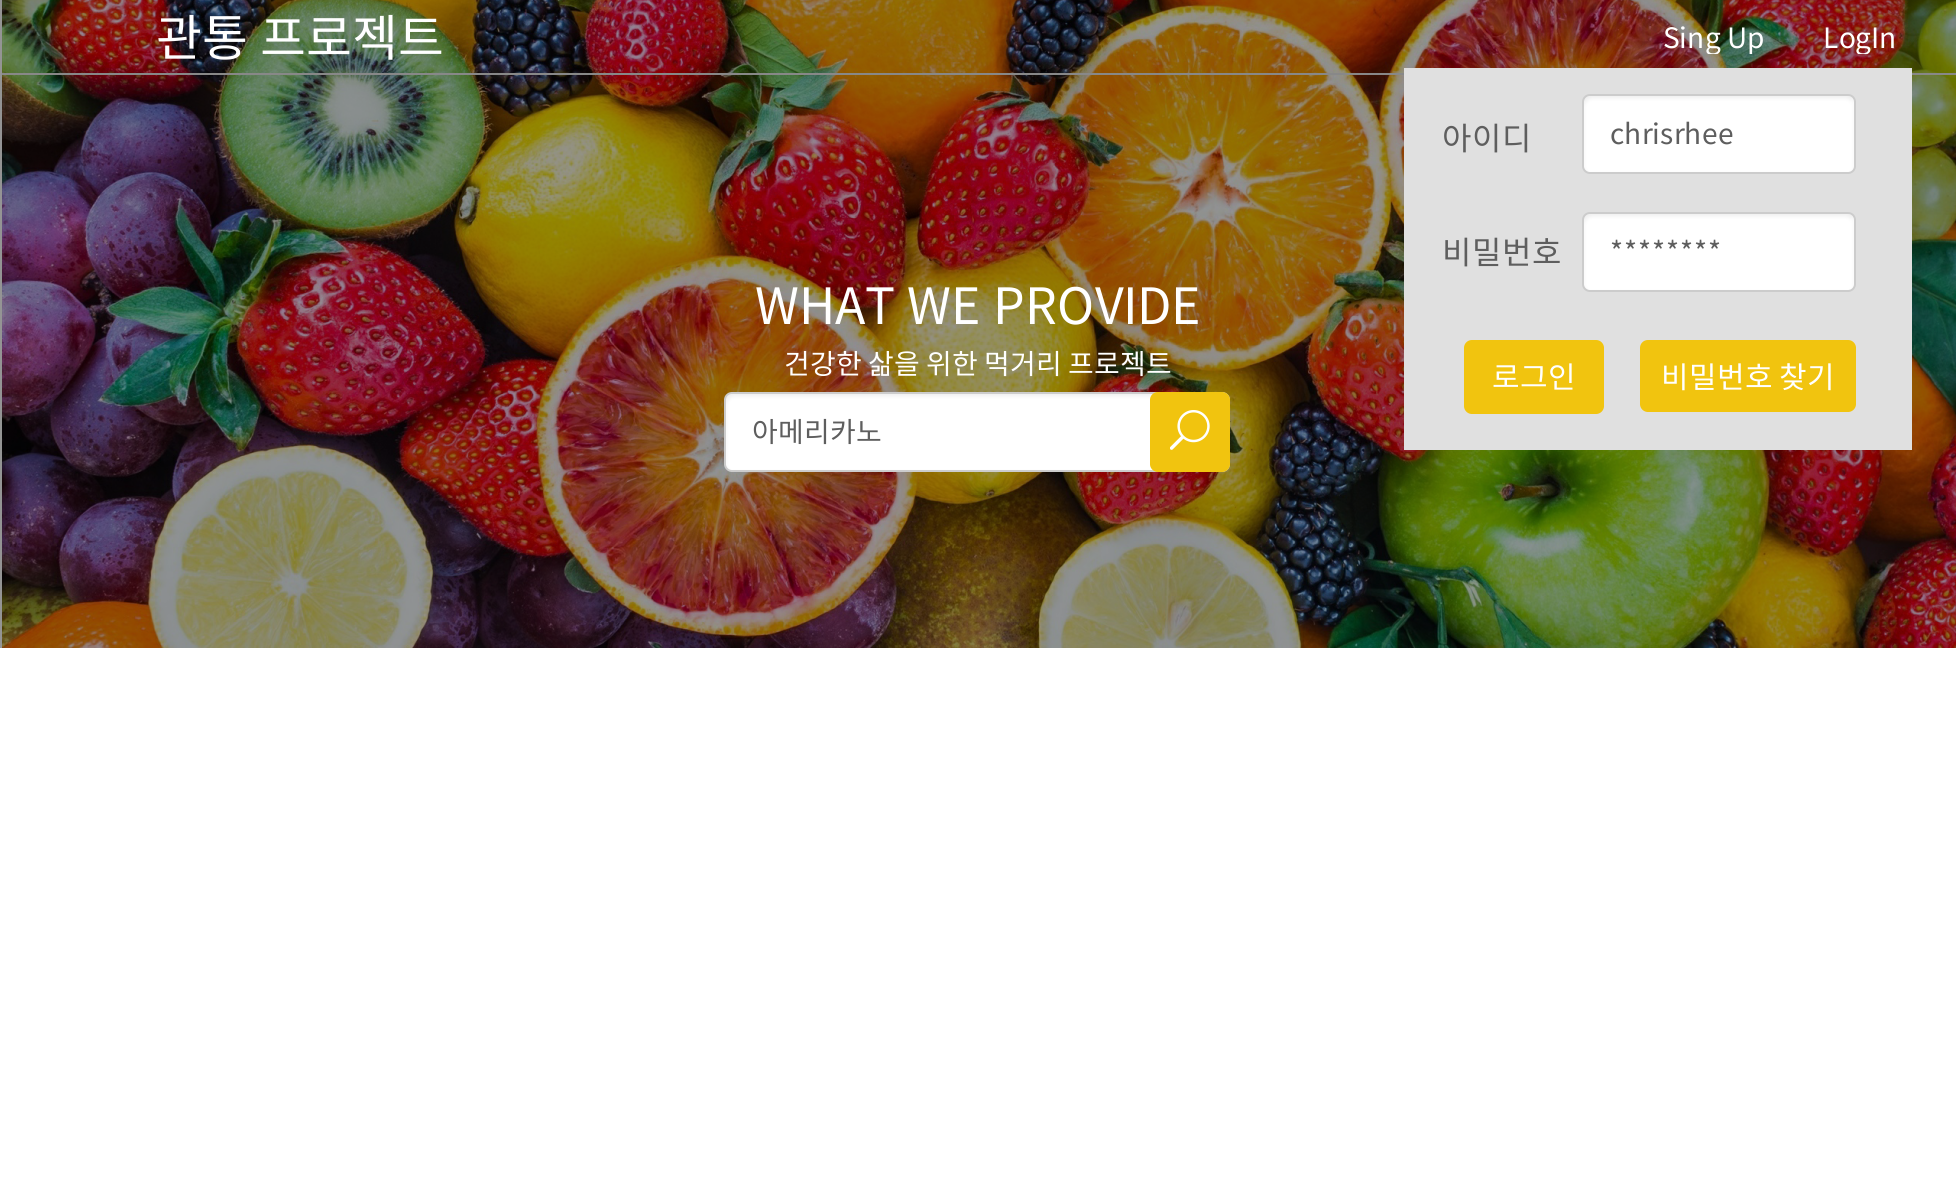 관통 프로젝트
Sing Up
LogIn
아이디
chrisrhee
비밀번호
********
로그인
비밀번호 찾기
WHAT WE PROVIDE
건강한 삶을 위한 먹거리 프로젝트
아메리카노